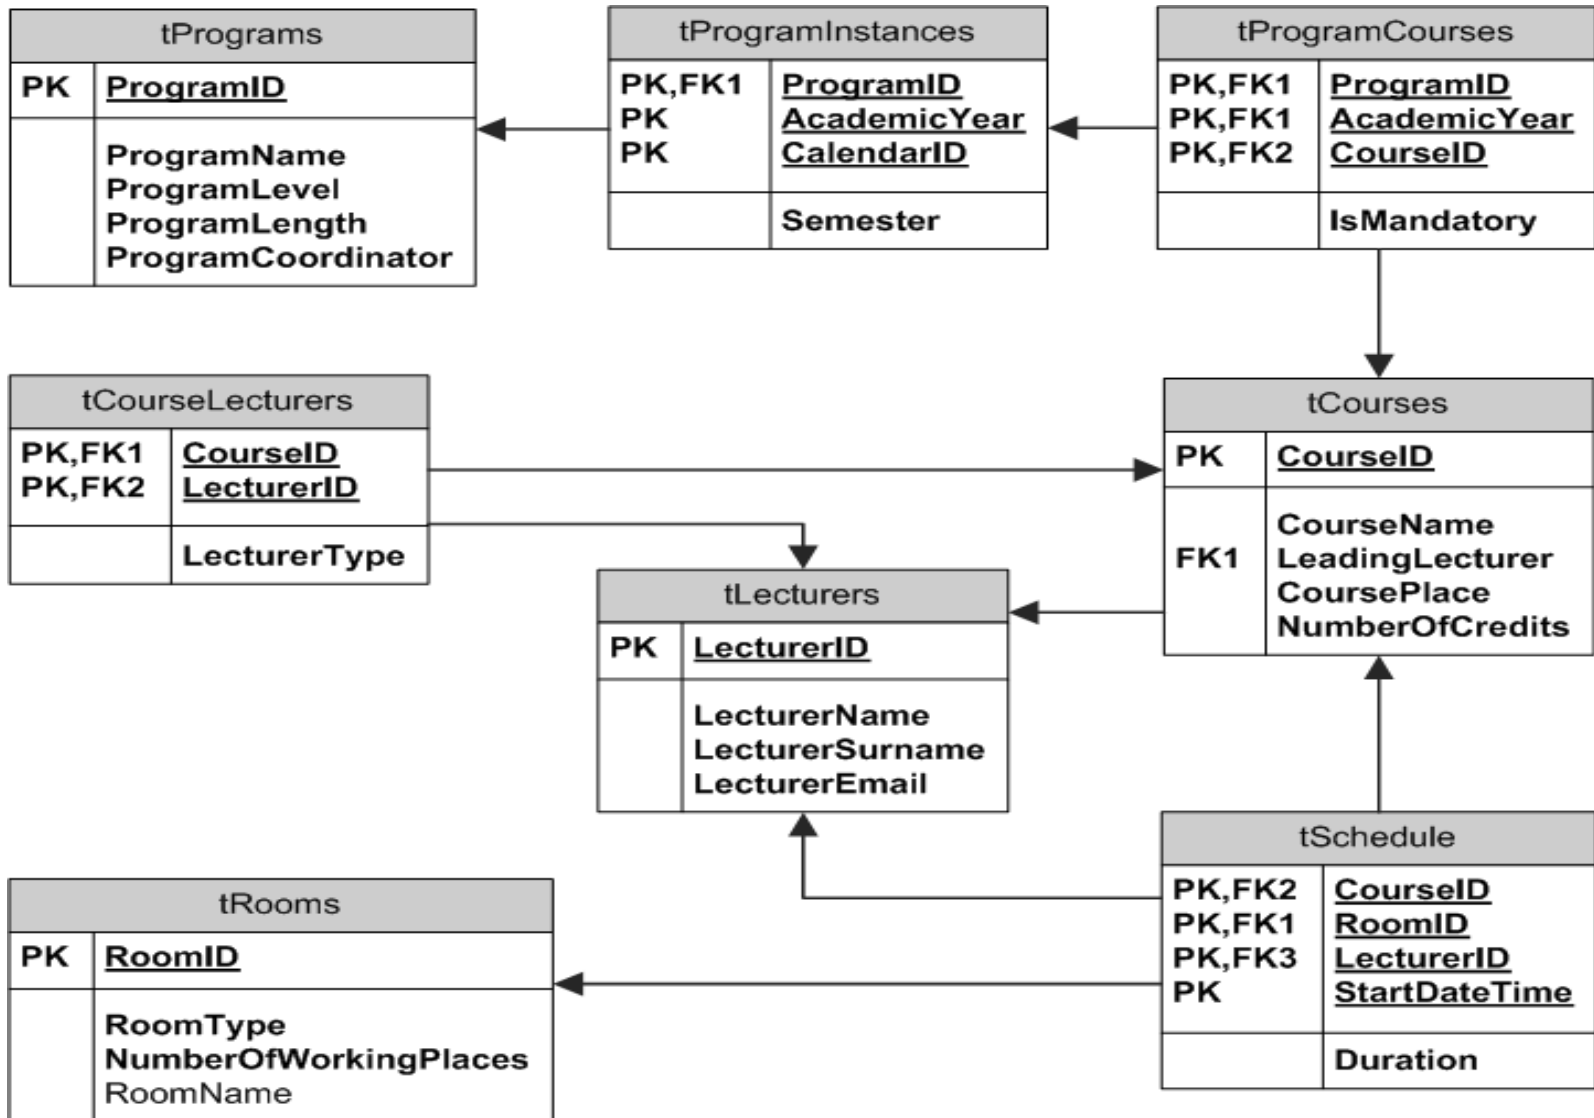 tPrograms
PK ProgramID
ProgramName
ProgramLevel
ProgramLength
ProgramCoordinator
tProgramInstances
PK,FK1 ProgramID
PK AcademicYear
PK CalendarID
Semester
tProgramCourses
PK,FK1 ProgramID
PK,FK1 AcademicYear
PK,FK2 CourseID
IsMandatory
tCourseLecturers
PK,FK1 CourseID
PK,FK2 LecturerID
LecturerType
tCourses
PK CourseID
CourseName
FK1 LeadingLecturer
CoursePlace
NumberOfCredits
tLecturers
PK LecturerID
LecturerName
LecturerSurname
LecturerEmail
tRooms
PK RoomID
RoomType
NumberOfWorkingPlaces
RoomName
tSchedule
PK,FK2 CourseID
PK,FK1 RoomID
PK,FK3 LecturerID
PK StartDateTime
Duration